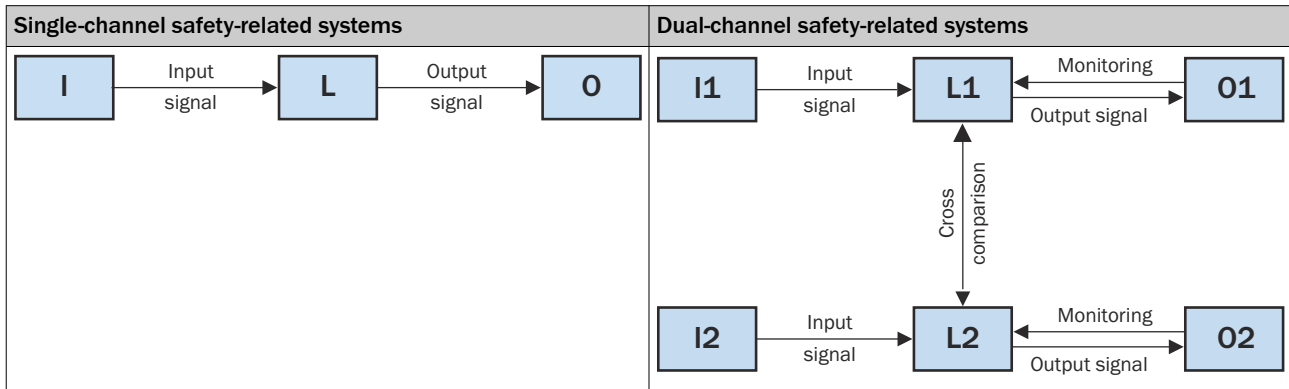 Single-channel safety-related systems
Dual-channel safety-related systems
I
Input
signal
L
Output
signal
O
I1
Input
signal
L1
Monitoring
Output signal
O1
Cross
comparison
I2
Input
signal
L2
Monitoring
Output signal
O2